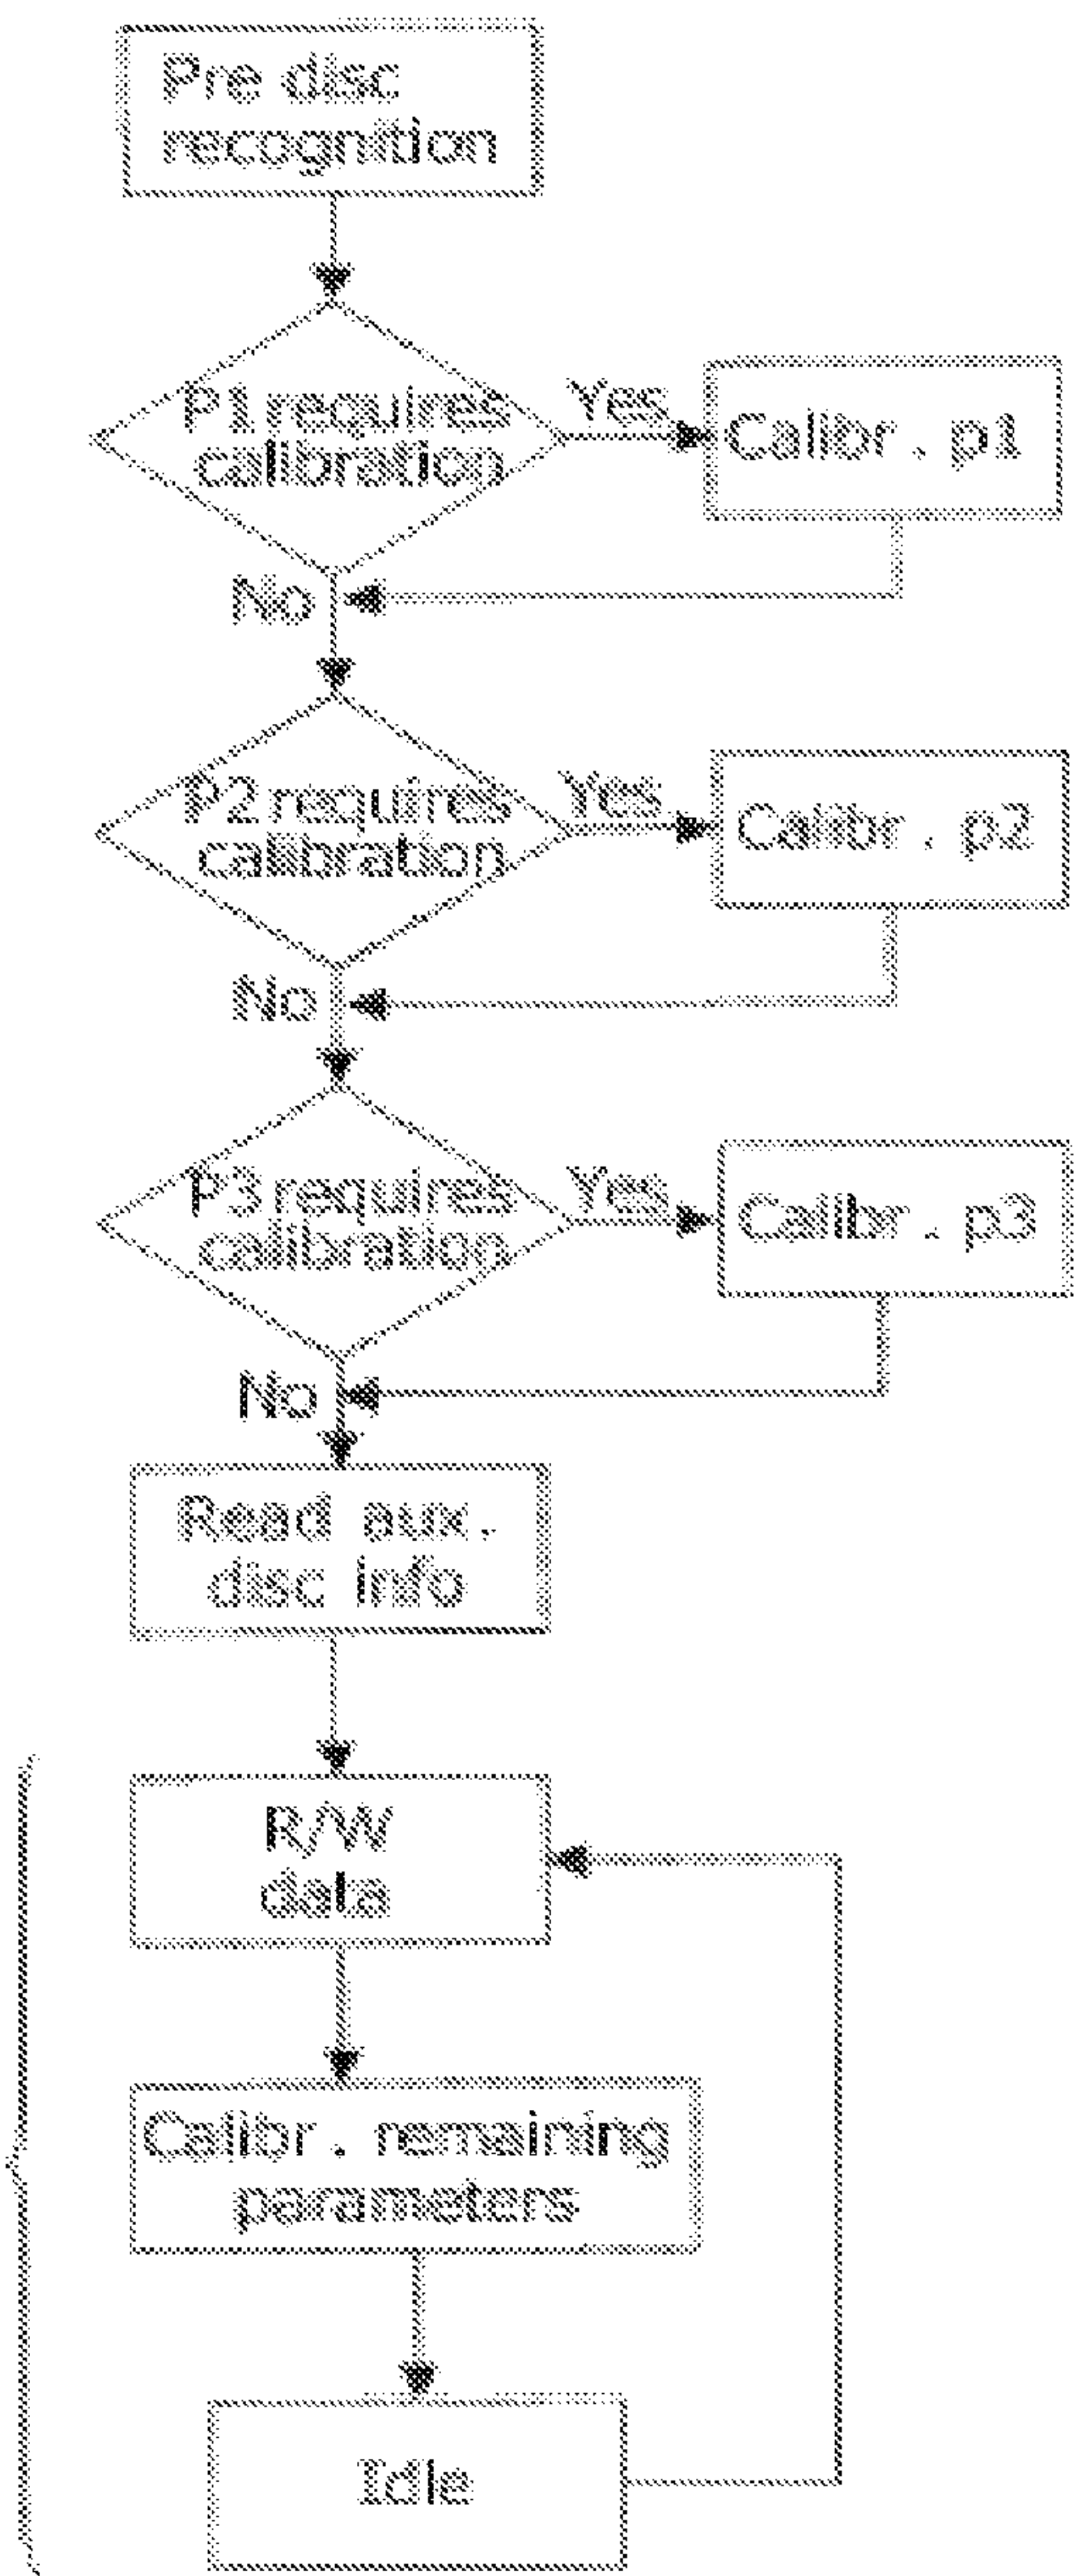 Pre disc
recognition
P1 requires
calibration
Yes
Calibr. p1
No
P2 requires
calibration
Yes
Calibr. p2
No
P3 requires
calibration
Yes
Calibr. p3
No
Read aux.
disc info
R/W
data
Calibr. remaining
parameters
Idle